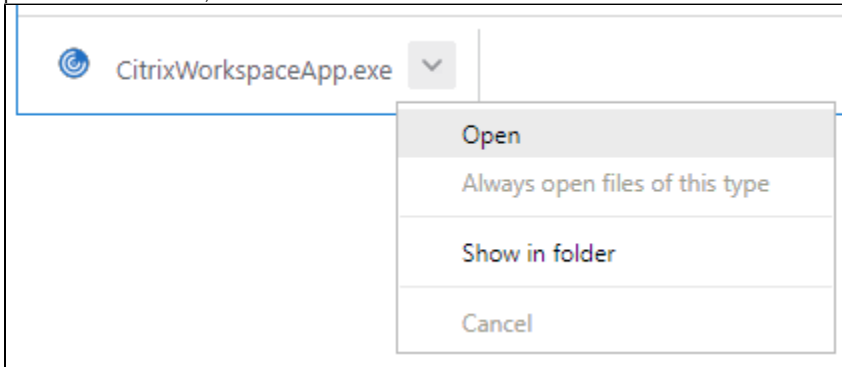 CitrixWorkspaceApp.exe
Open
Always open files of this type
Show in folder
Cancel